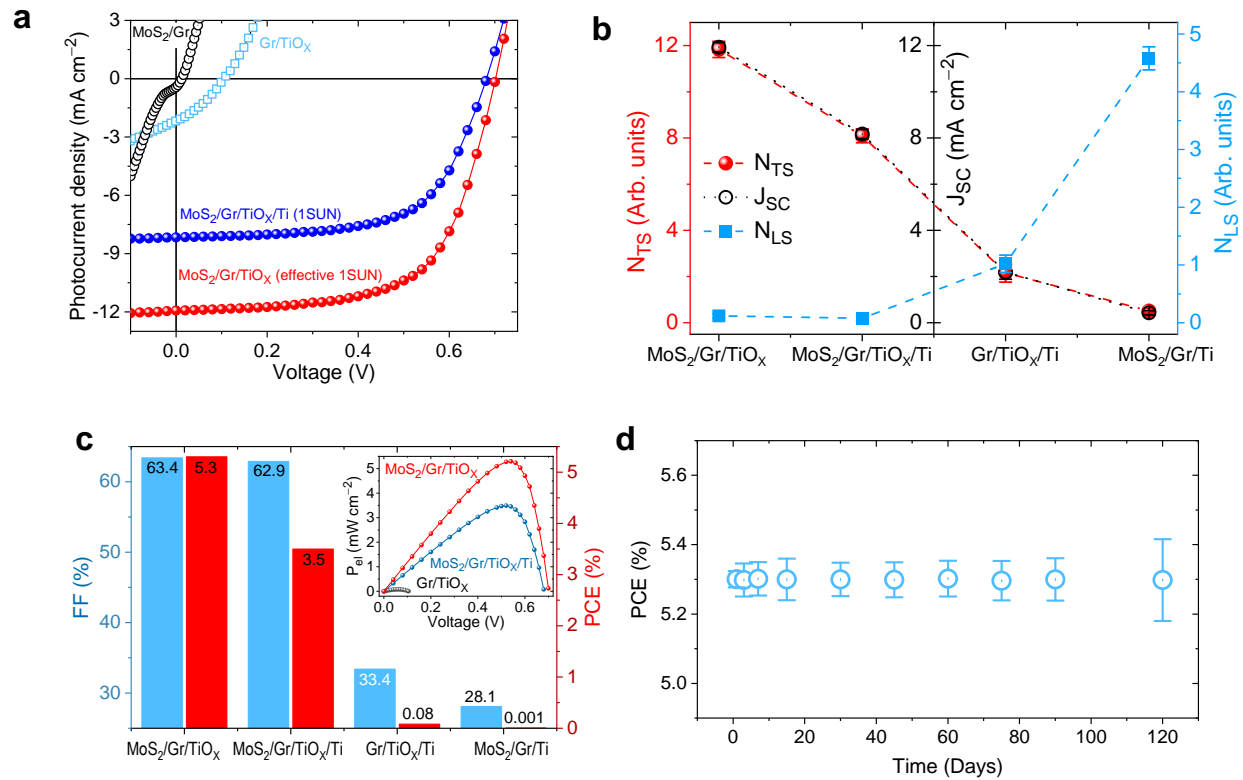 a
3
0
-3
-6
-9
-12
Photocurrent density (mA cm⁻²)
MoS₂/Gr
Gr/TiOₓ
MoS₂/Gr/TiOₓ/Ti (1SUN)
MoS₂/Gr/TiOₓ (effective 1SUN)
0.0 0.2 0.4 0.6
Voltage (V)
b
12
8
4
0
N_TS (Arb. units)
N_TS
J_SC
N_LS
12
8
4
0
J_SC (mA cm⁻²)
5
4
3
2
1
0
N_LS (Arb. units)
MoS₂/Gr/TiOₓ MoS₂/Gr/TiOₓ/Ti Gr/TiOₓ/Ti MoS₂/Gr/Ti
c
60
50
40
30
FF (%)
63.4 5.3 62.9 3.5 33.4 0.08 28.1 0.001
5
4
3
2
1
0
P_el (mW cm⁻²)
MoS₂/Gr/TiOₓ
MoS₂/Gr/TiOₓ/Ti
Gr/TiOₓ
0.0 0.2 0.4 0.6
Voltage (V)
5
4
3
2
1
0
PCE (%)
MoS₂/Gr/TiOₓ MoS₂/Gr/TiOₓ/Ti Gr/TiOₓ/Ti MoS₂/Gr/Ti
d
5.6
5.4
5.2
5.0
PCE (%)
0 20 40 60 80 100 120
Time (Days)